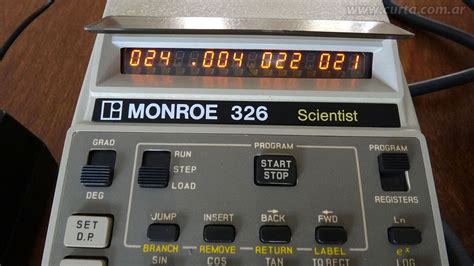 © www.curta.com.ar
024 .004 022 021
MONROE 326 Scientist
GRAD
DEG
RUN
STEP
LOAD
PROGRAM
START
STOP
PROGRAM
REGISTERS
SET
D.P.
JUMP INSERT BACK FWD Ln
BRANCH REMOVE RETURN LABEL eˣ
SIN COS TAN TO RECT LOG